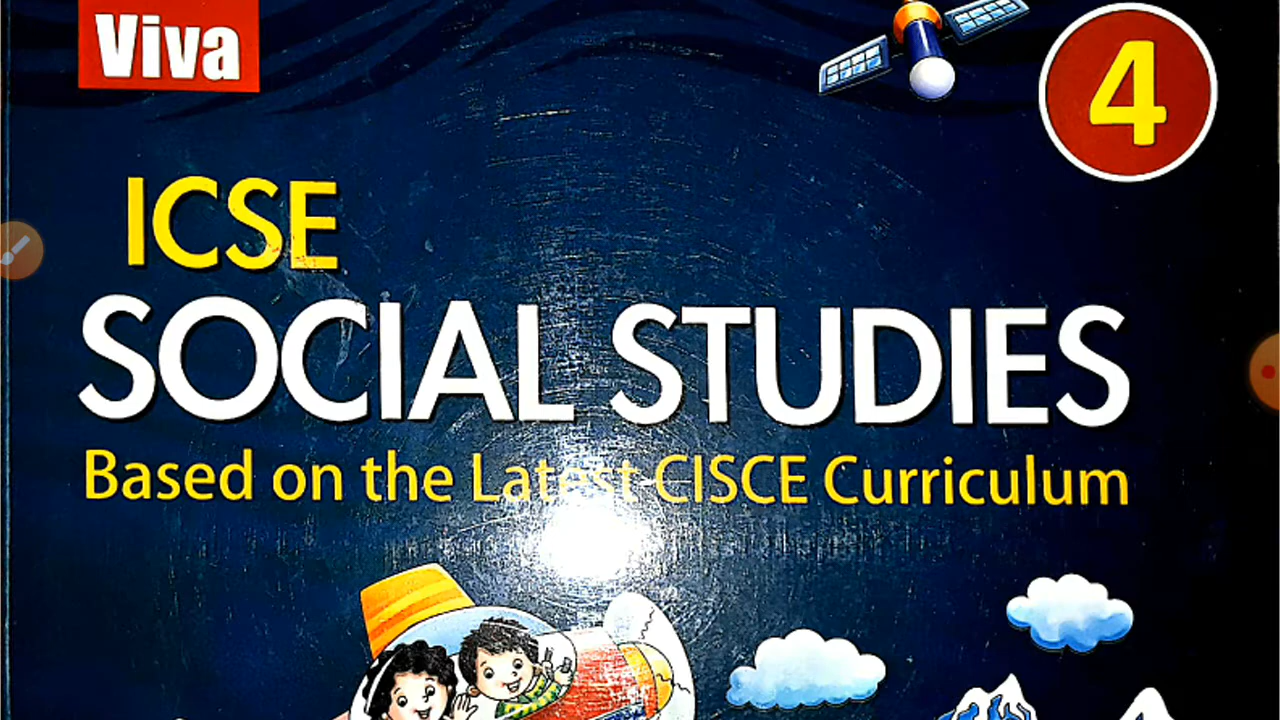 Viva
4
ICSE
SOCIAL STUDIES
Based on the Latest CISCE Curriculum